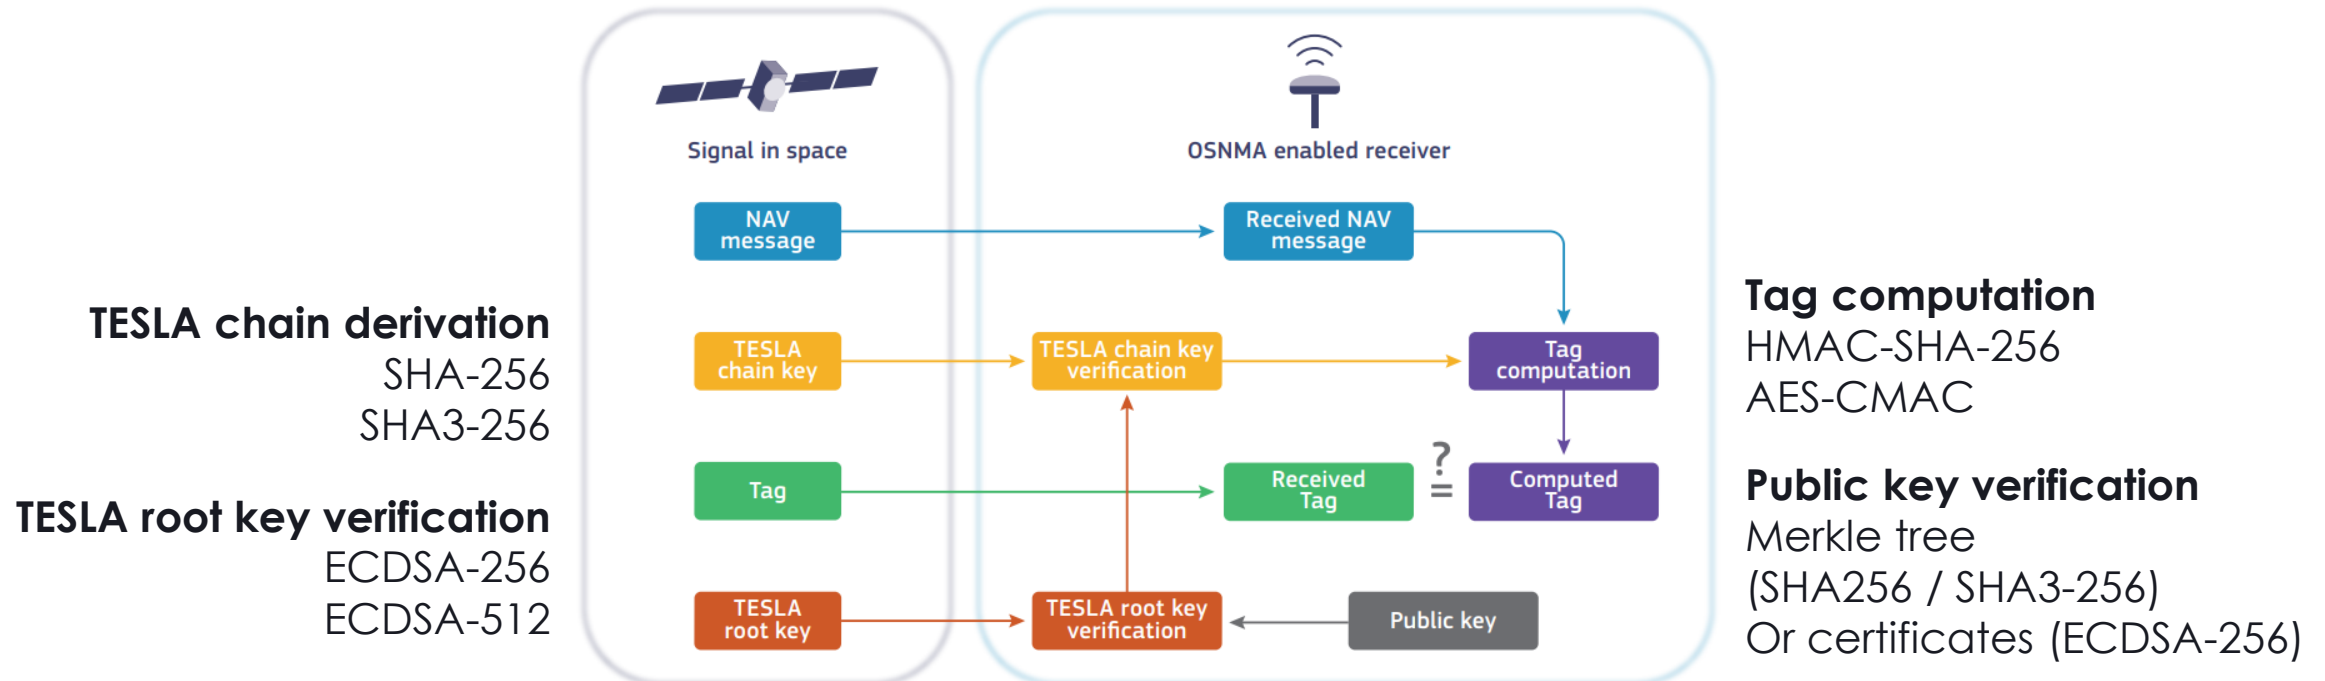 Signal in space
OSNMA enabled receiver
NAV
message
Received NAV
message
TESLA chain derivation
SHA-256
SHA3-256
TESLA
chain key
TESLA chain key
verification
Tag
computation
Tag computation
HMAC-SHA-256
AES-CMAC
Tag
Received
Tag
?
=
Computed
Tag
TESLA root key verification
ECDSA-256
ECDSA-512
TESLA
root key
TESLA root key
verification
Public key
Public key verification
Merkle tree
(SHA256 / SHA3-256)
Or certificates (ECDSA-256)